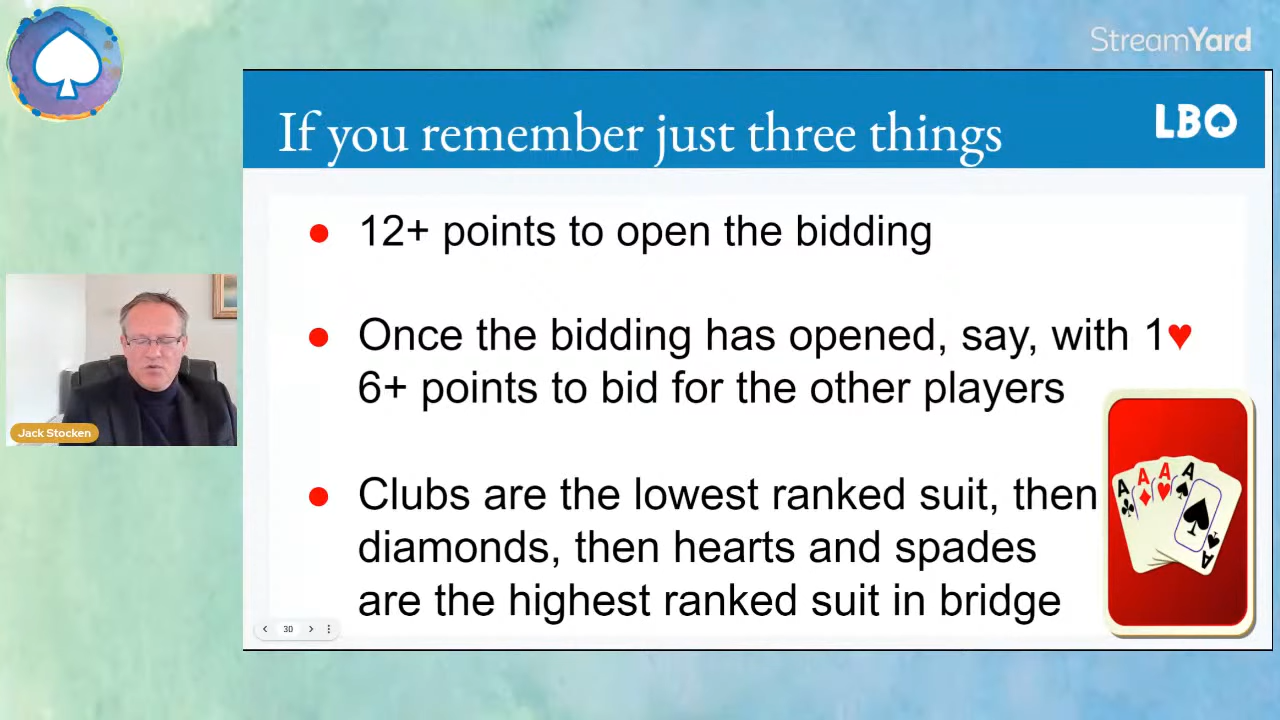 StreamYard
If you remember just three things
LBO
● 12+ points to open the bidding
● Once the bidding has opened, say, with 1♥
6+ points to bid for the other players
● Clubs are the lowest ranked suit, then
diamonds, then hearts and spades
are the highest ranked suit in bridge
Jack Stocken
30
A
A
A
A
A